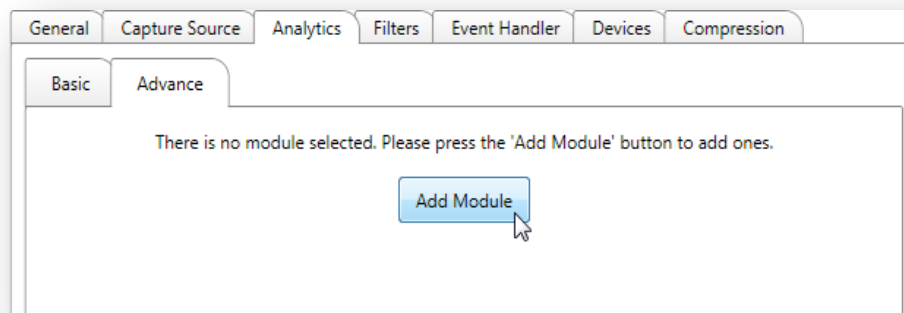 General Capture Source Analytics Filters Event Handler Devices Compression
Basic Advance
There is no module selected. Please press the 'Add Module' button to add ones.
Add Module